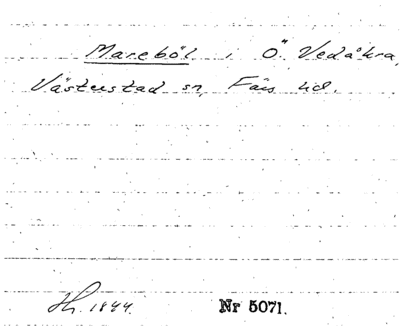 Mareböl i Ö. Vedåkra,
Västerstad sn, Färs hd.
1844.
Nr 5071.